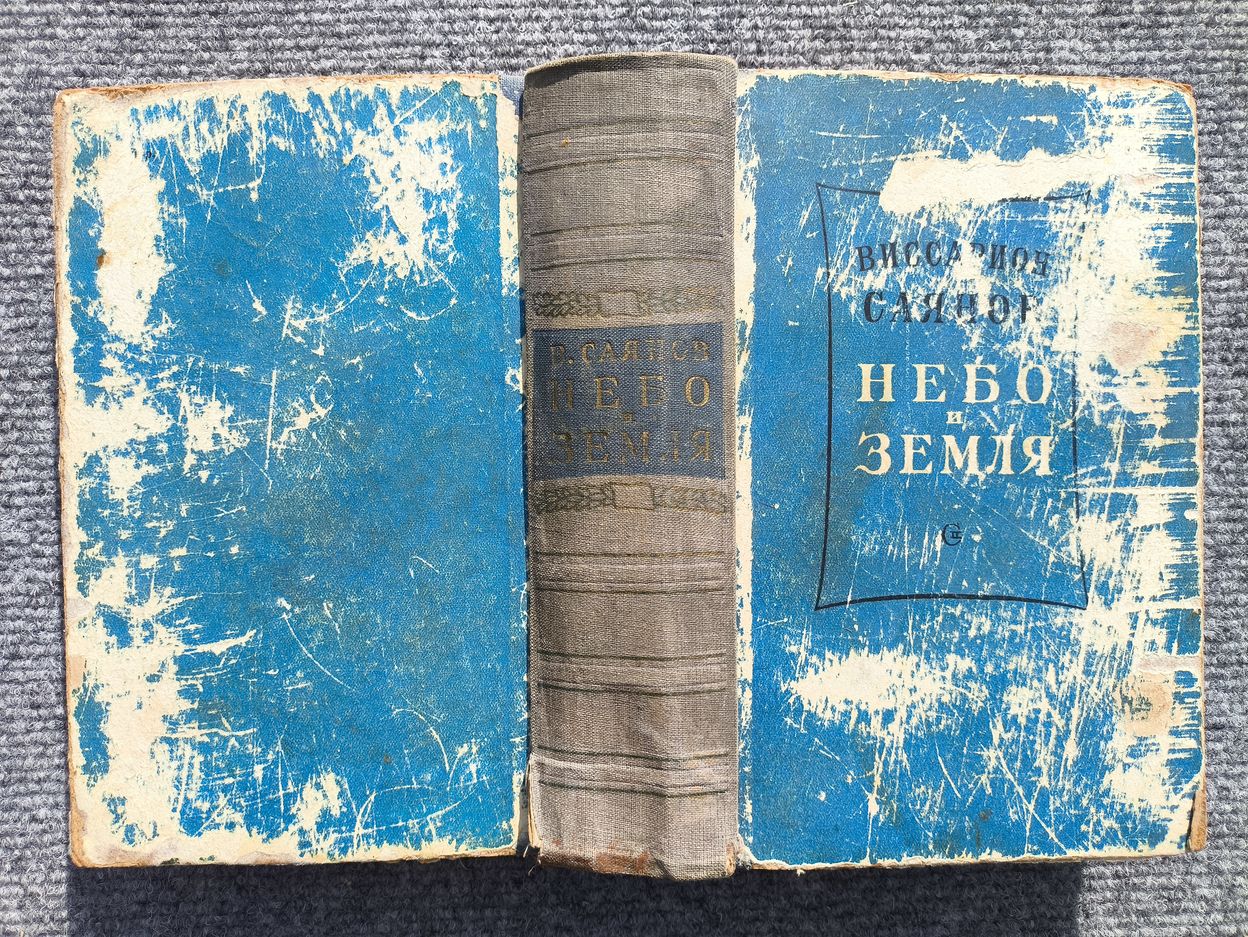 В. САЯНОВ
НЕБО
и
ЗЕМЛЯ
ВИССАРИОН
САЯНОВ
НЕБО
и
ЗЕМЛЯ